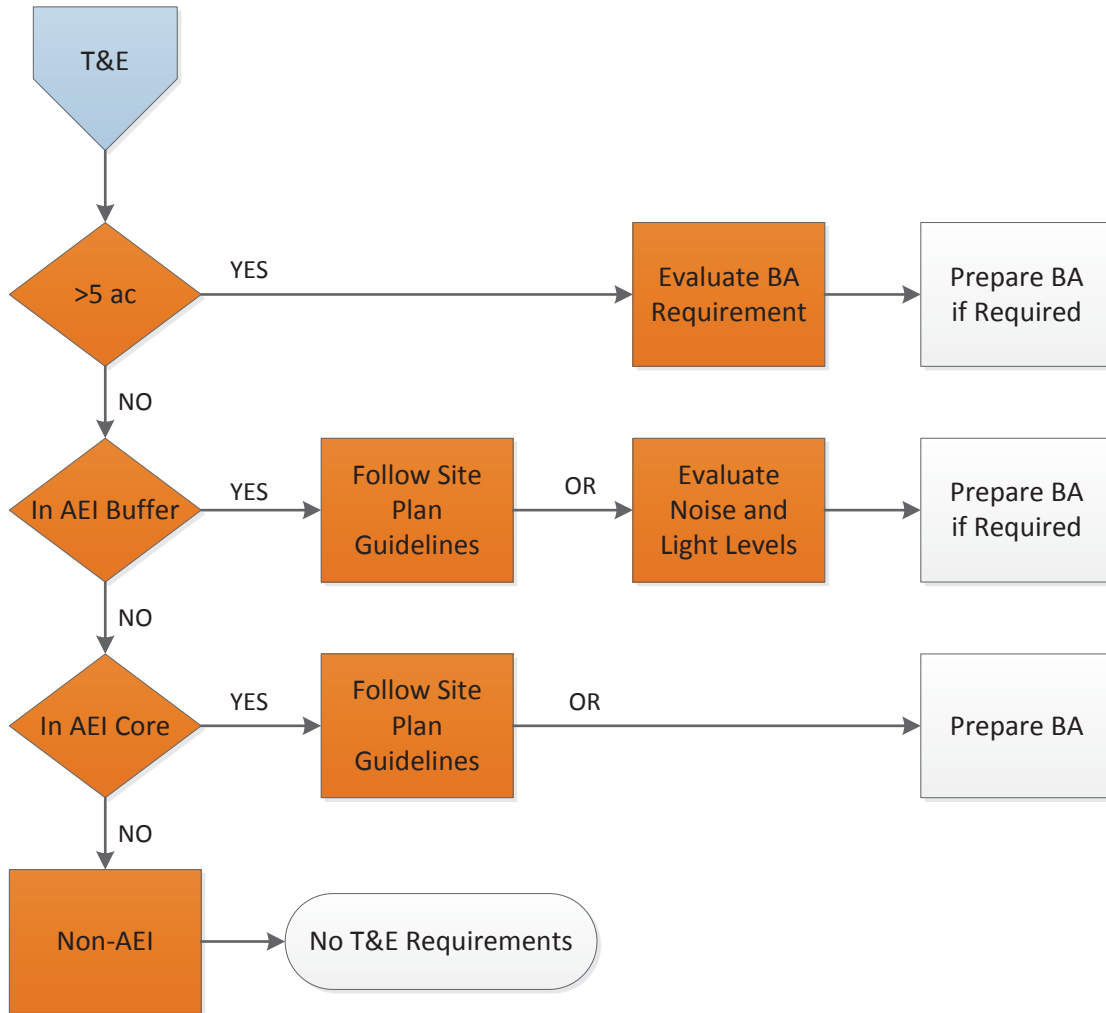 T&E
>5 ac
YES
Evaluate BA
Requirement
Prepare BA
if Required
NO
In AEI Buffer
YES
Follow Site
Plan
Guidelines
OR
Evaluate
Noise and
Light Levels
Prepare BA
if Required
NO
In AEI Core
YES
Follow Site
Plan
Guidelines
OR
Prepare BA
NO
Non-AEI
No T&E Requirements